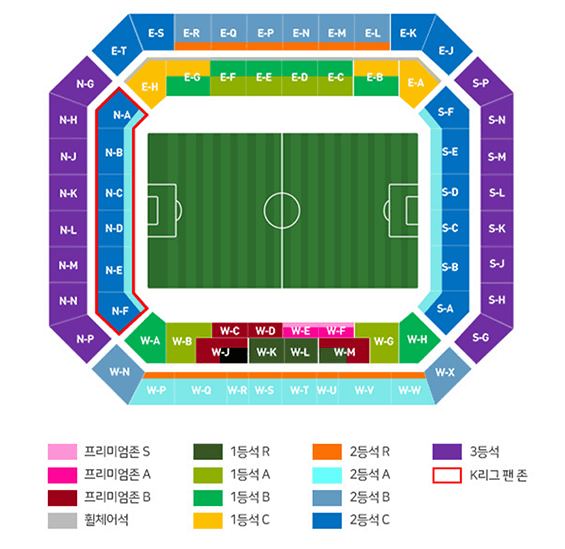 E-S E-R E-Q E-P E-N E-M E-L E-K
E-T E-J
N-G E-H E-G E-F E-E E-D E-C E-B E-A S-P
N-H N-A S-F S-N
N-J N-B S-E S-M
N-K N-C S-D S-L
N-L N-D S-C S-K
N-M N-E S-B S-J
N-N N-F S-A S-H
N-P W-A W-B W-C W-D W-E W-F W-G W-H S-G
W-J W-K W-L W-M
W-N W-X
W-P W-Q W-R W-S W-T W-U W-V W-W
프리미엄존 S 1등석 R 2등석 R 3등석
프리미엄존 A 1등석 A 2등석 A K리그 팬 존
프리미엄존 B 1등석 B 2등석 B
휠체어석 1등석 C 2등석 C